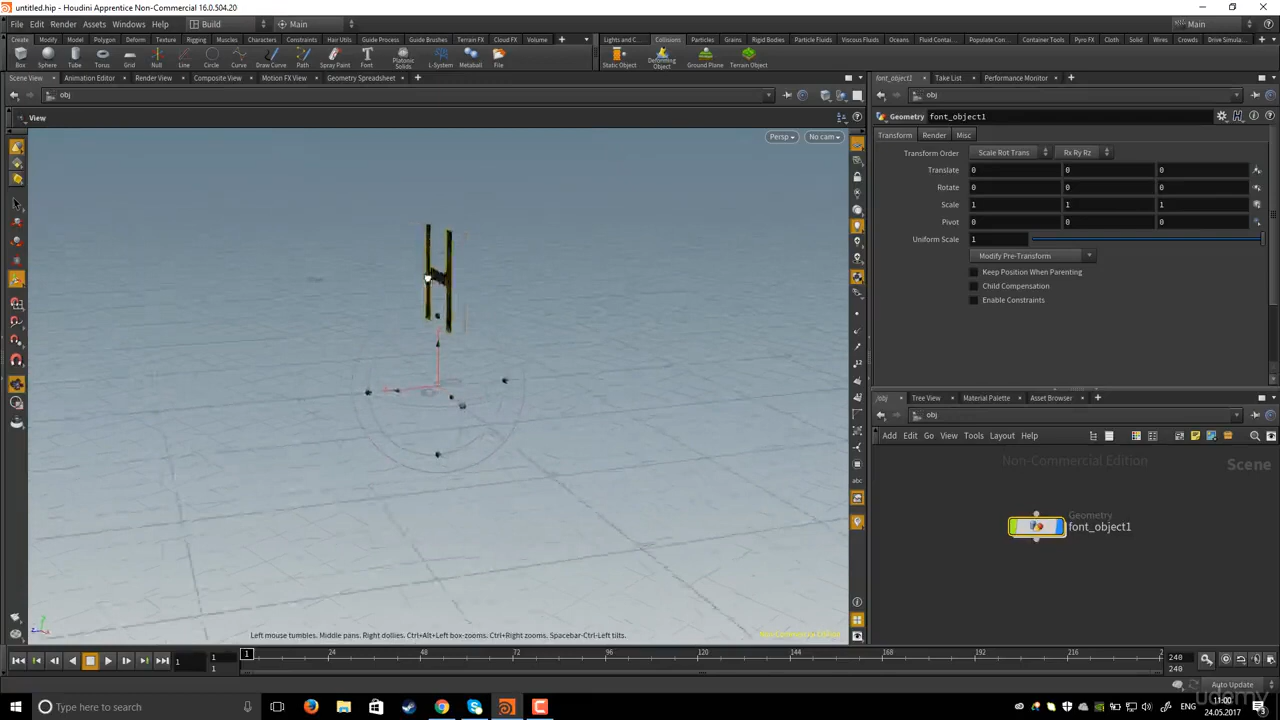 untitled.hip - Houdini Apprentice Non-Commercial 16.0.504.20
File Edit Render Assets Windows Help Build Main Main
Create Modify Model Polygon Deform Texture Rigging Muscles Characters Constraints Hair Utils Guide Process Guide Brushes Terrain FX Cloud FX Volume
Lights and C... Collisions Particles Grains Rigid Bodies Particle Fluids Viscous Fluids Oceans Fluid Contai... Populate Con... Container Tools Pyro FX Cloth Solid Wires Crowds Drive Simula...
Box Sphere Tube Torus Grid Null Line Circle Curve Draw Curve Path Spray Paint Font Platonic Solids L-System Metaball File
Static Object Deforming Object Ground Plane Terrain Object
Scene View Animation Editor Render View Composite View Motion FX View Geometry Spreadsheet
font_object1 Take List Performance Monitor
obj
obj
View
Persp No cam
Geometry font_object1
Transform Render Misc
Transform Order Scale Rot Trans Rx Ry Rz
Translate 0 0 0
Rotate 0 0 0
Scale 1 1 1
Pivot 0 0 0
Uniform Scale 1
Modify Pre-Transform
Keep Position When Parenting
Child Compensation
Enable Constraints
/obj Tree View Material Palette Asset Browser
obj
Add Edit Go View Tools Layout Help
Non-Commercial Edition
Scene
Geometry
font_object1
abc
Left mouse tumbles. Middle pans. Right dollies. Ctrl+Alt+Left box-zooms. Ctrl+Right zooms. Spacebar-Ctrl-Left tilts.
1 1 1 1 24 48 72 96 120 144 168 192 216 2 240 240
Auto Update
Type here to search
11:00
24.05.2017
udemy